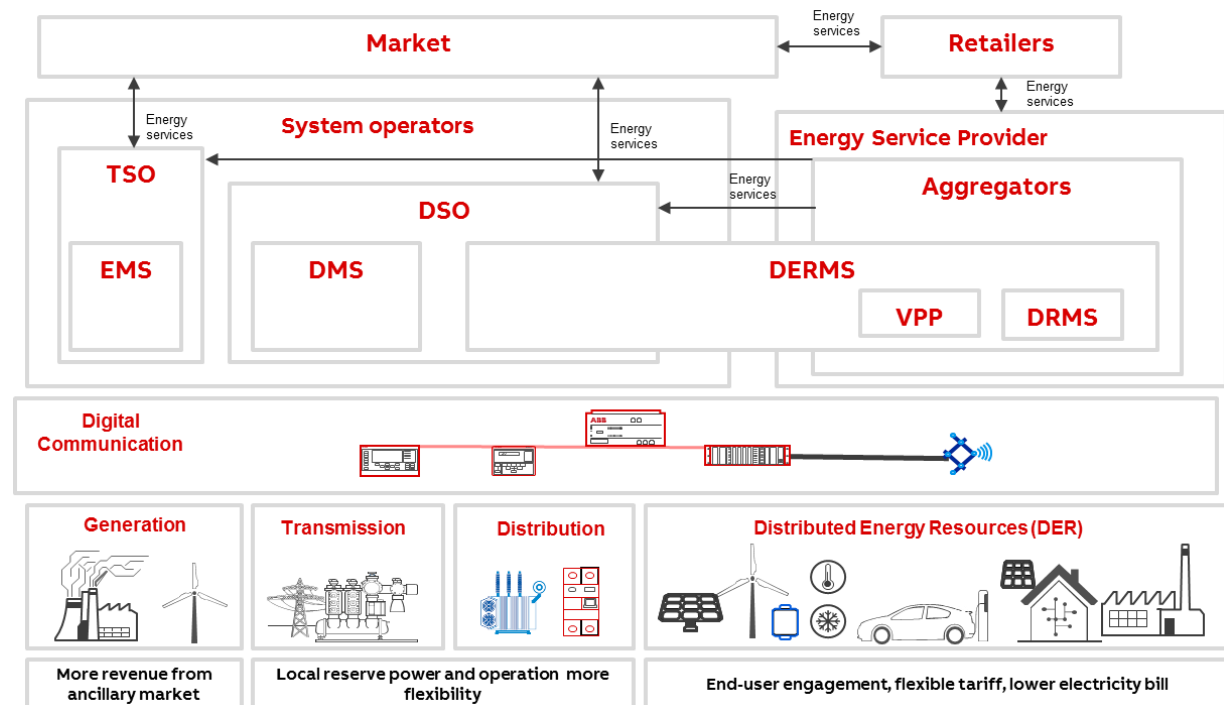 Market
Energy
services
Retailers
Energy
services
Energy
services
Energy
services
System operators
Energy Service Provider
TSO
Energy
services
Aggregators
DSO
EMS
DMS
DERMS
VPP
DRMS
Digital
Communication
ABB
Generation
Transmission
Distribution
Distributed Energy Resources (DER)
More revenue from
ancillary market
Local reserve power and operation more
flexibility
End-user engagement, flexible tariff, lower electricity bill